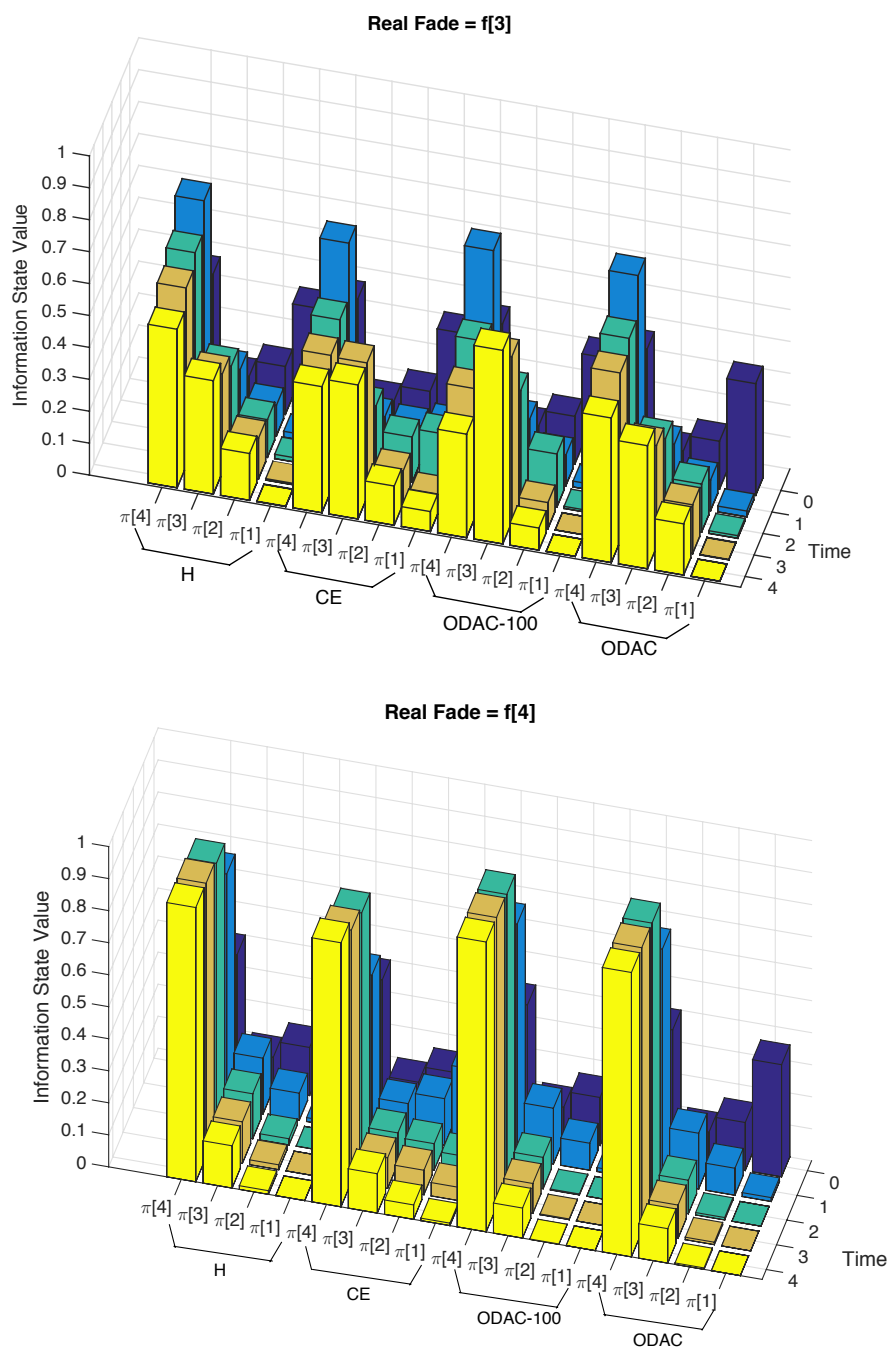 Real Fade = f[3]
Information State Value
1
0.9
0.8
0.7
0.6
0.5
0.4
0.3
0.2
0.1
0
π[4] π[3] π[2] π[1] π[4] π[3] π[2] π[1] π[4] π[3] π[2] π[1] π[4] π[3] π[2] π[1]
H
CE
ODAC-100
ODAC
0
1
2
3
4
Time
Real Fade = f[4]
Information State Value
1
0.9
0.8
0.7
0.6
0.5
0.4
0.3
0.2
0.1
0
π[4] π[3] π[2] π[1] π[4] π[3] π[2] π[1] π[4] π[3] π[2] π[1] π[4] π[3] π[2] π[1]
H
CE
ODAC-100
ODAC
0
1
2
3
4
Time